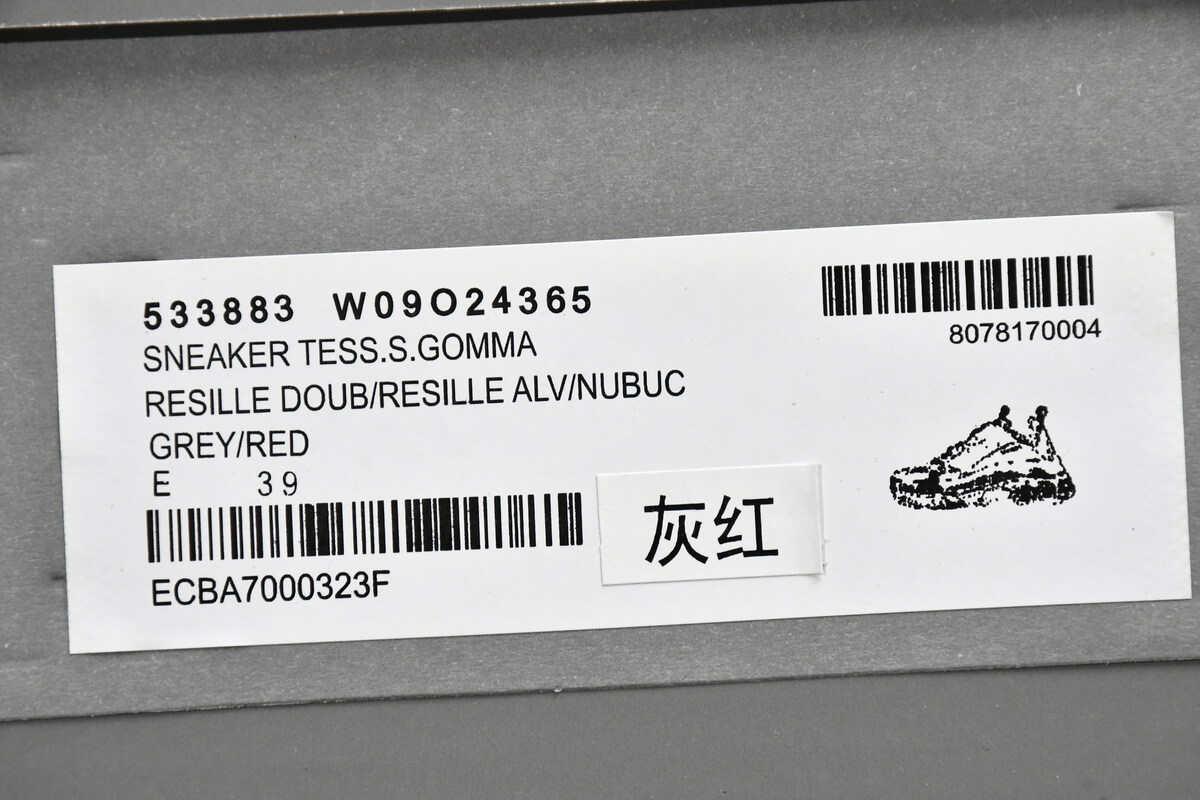 533883 W09O24365
SNEAKER TESS.S.GOMMA
RESILLE DOUB/RESILLE ALV/NUBUC
GREY/RED
E 39
ECBA7000323F
8078170004
灰红